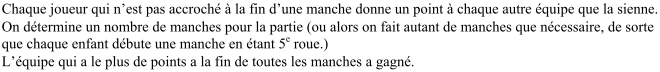 Chaque joueur qui n’est pas accroché à la fin d’une manche donne un point à chaque autre équipe que la sienne.
On détermine un nombre de manches pour la partie (ou alors on fait autant de manches que nécessaire, de sorte
que chaque enfant débute une manche en étant 5e roue.)
L’équipe qui a le plus de points a la fin de toutes les manches a gagné.